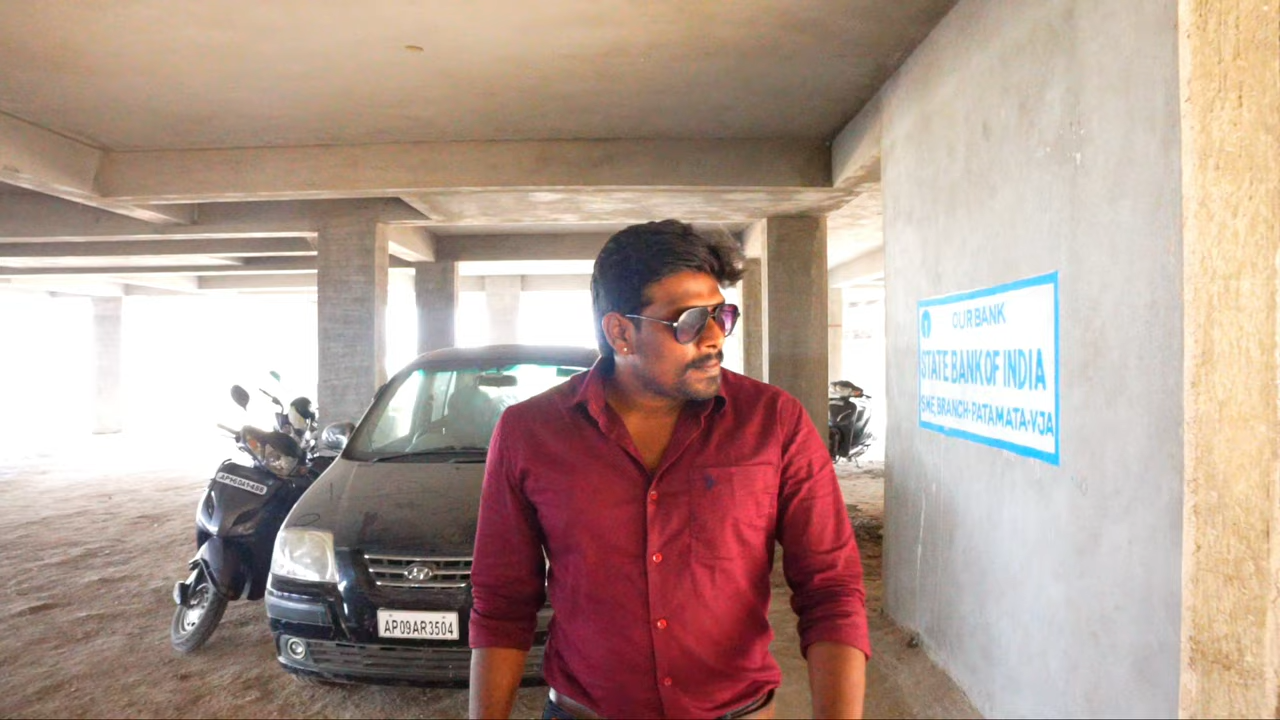 OUR BANK
STATE BANK OF INDIA
SME, BRANCH-PATAMATA-VJA
AP09AR3504